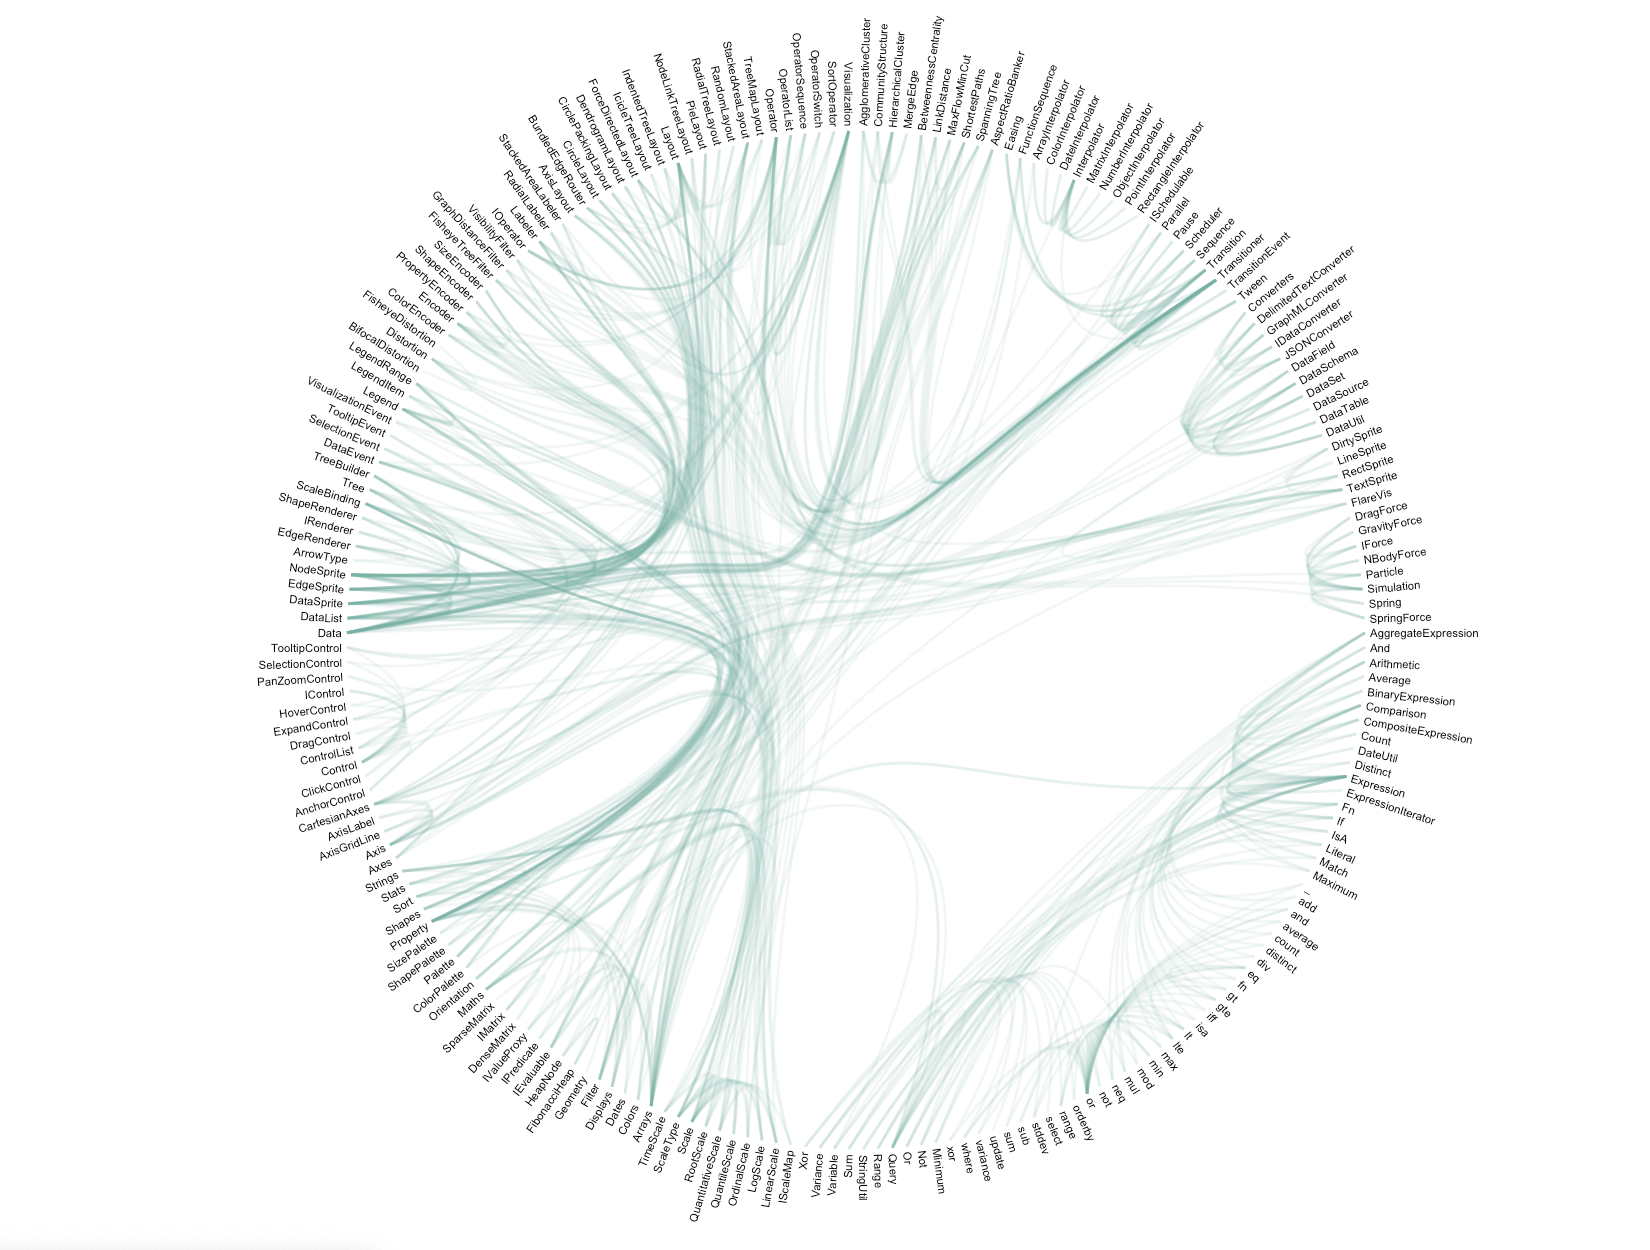 AgglomerativeCluster
CommunityStructure
HierarchicalCluster
MergeEdge
BetweennessCentrality
LinkDistance
MaxFlowMinCut
ShortestPaths
SpanningTree
AspectRatioBanker
Easing
FunctionSequence
ArrayInterpolator
ColorInterpolator
DateInterpolator
Interpolator
MatrixInterpolator
NumberInterpolator
ObjectInterpolator
PointInterpolator
RectangleInterpolator
ISchedulable
Parallel
Pause
Scheduler
Sequence
Transition
Transitioner
TransitionEvent
Tween
Converters
DelimitedTextConverter
GraphMLConverter
IDataConverter
JSONConverter
DataField
DataSchema
DataSet
DataSource
DataTable
DataUtil
DirtySprite
LineSprite
RectSprite
TextSprite
FlareVis
DragForce
GravityForce
IForce
NBodyForce
Particle
Simulation
Spring
SpringForce
AggregateExpression
And
Arithmetic
Average
BinaryExpression
Comparison
CompositeExpression
Count
DateUtil
Distinct
Expression
ExpressionIterator
Fn
If
IsA
Literal
Match
Maximum
_
add
and
average
count
distinct
div
eq
fn
gt
gte
iff
isa
lt
lte
max
min
mod
mul
neq
not
or
orderby
range
select
stddev
sub
sum
update
variance
where
xor
Minimum
Not
Or
Query
Range
StringUtil
Sum
Variable
Variance
Xor
IScaleMap
LinearScale
LogScale
OrdinalScale
QuantileScale
QuantitativeScale
RootScale
Scale
ScaleType
TimeScale
Arrays
Colors
Dates
Displays
Filter
Geometry
FibonacciHeap
HeapNode
IEvaluable
IPredicate
IValueProxy
DenseMatrix
IMatrix
SparseMatrix
Maths
Orientation
ColorPalette
Palette
ShapePalette
SizePalette
Property
Shapes
Sort
Stats
Strings
Axes
Axis
AxisGridLine
AxisLabel
CartesianAxes
AnchorControl
ClickControl
Control
ControlList
DragControl
ExpandControl
HoverControl
IControl
PanZoomControl
SelectionControl
TooltipControl
Data
DataList
DataSprite
EdgeSprite
NodeSprite
ArrowType
EdgeRenderer
IRenderer
ShapeRenderer
ScaleBinding
Tree
TreeBuilder
DataEvent
SelectionEvent
TooltipEvent
VisualizationEvent
Legend
LegendItem
LegendRange
BifocalDistortion
Distortion
FisheyeDistortion
ColorEncoder
Encoder
PropertyEncoder
ShapeEncoder
SizeEncoder
FisheyeTreeFilter
GraphDistanceFilter
VisibilityFilter
IOperator
Labeler
RadialLabeler
StackedAreaLabeler
AxisLayout
BundledEdgeRouter
CircleLayout
CirclePackingLayout
DendrogramLayout
ForceDirectedLayout
IcicleTreeLayout
IndentedTreeLayout
Layout
NodeLinkTreeLayout
PieLayout
RadialTreeLayout
RandomLayout
StackedAreaLayout
TreeMapLayout
Operator
OperatorList
OperatorSequence
OperatorSwitch
SortOperator
Visualization